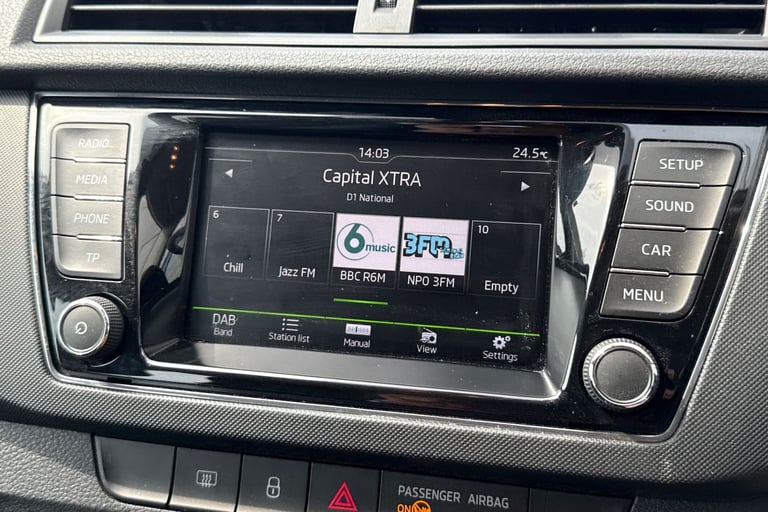 14:03
24.5°C
Capital XTRA
D1 National
6
7
10
6music
3FM
Chill
Jazz FM
BBC R6M
NPO 3FM
Empty
DAB
Band
Station list
Manual
View
Settings
RADIO
MEDIA
PHONE
TP
SETUP
SOUND
CAR
MENU
PASSENGER AIRBAG
ON